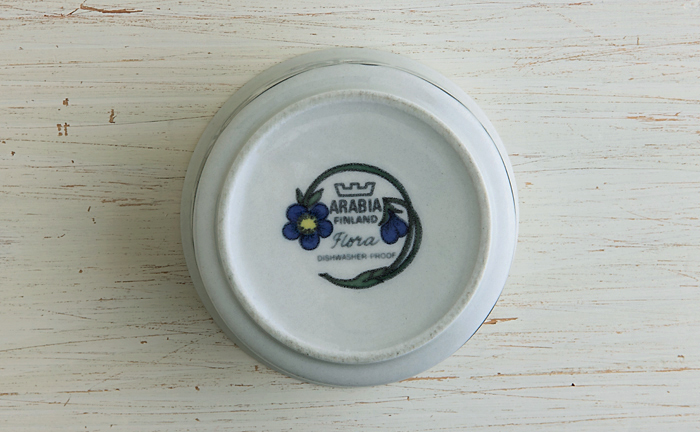 ARABIA
FINLAND
Flora
DISHWASHER-PROOF